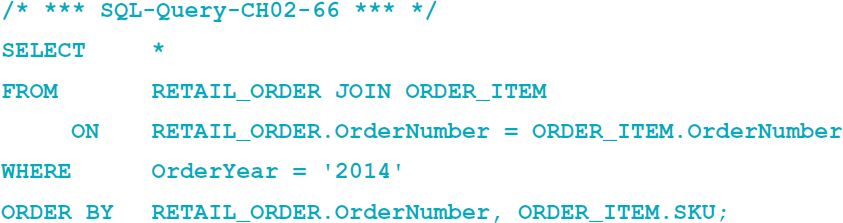 /* *** SQL-Query-CH02-66 *** */
SELECT *
FROM RETAIL_ORDER JOIN ORDER_ITEM
ON RETAIL_ORDER.OrderNumber = ORDER_ITEM.OrderNumber
WHERE OrderYear = '2014'
ORDER BY RETAIL_ORDER.OrderNumber, ORDER_ITEM.SKU;